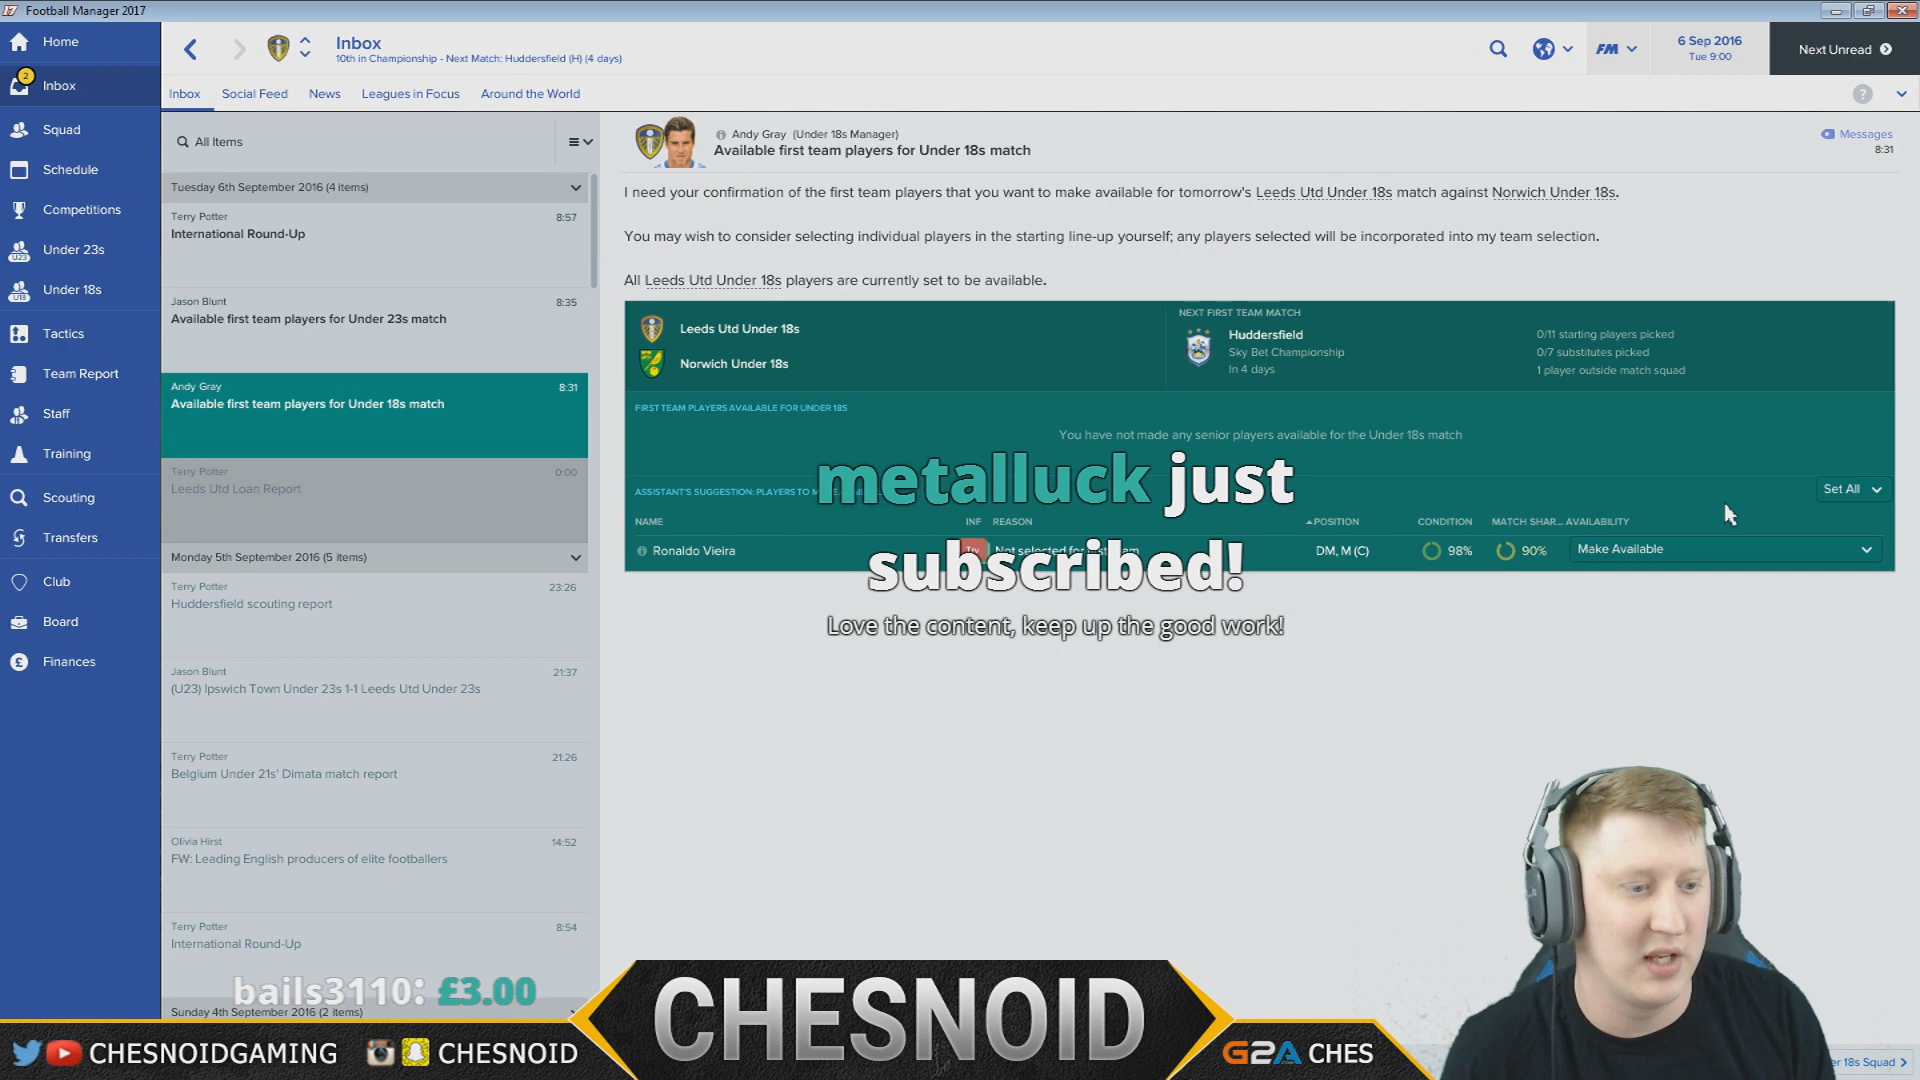 Football Manager 2017
Home
2
Inbox
Squad
Schedule
Competitions
Under 23s
Under 18s
Tactics
Team Report
Staff
Training
Scouting
Transfers
Club
Board
Finances
Inbox
10th in Championship - Next Match: Huddersfield (H) (4 days)
FM
6 Sep 2016
Tue 9:00
Next Unread
Inbox Social Feed News Leagues in Focus Around the World
All Items
Tuesday 6th September 2016 (4 items)
Terry Potter 8:57
International Round-Up
Jason Blunt 8:35
Available first team players for Under 23s match
Andy Gray 8:31
Available first team players for Under 18s match
Terry Potter 0:00
Leeds Utd Loan Report
Monday 5th September 2016 (5 items)
Terry Potter 23:26
Huddersfield scouting report
Jason Blunt 21:37
(U23) Ipswich Town Under 23s 1-1 Leeds Utd Under 23s
Terry Potter 21:26
Belgium Under 21s' Dimata match report
Olivia Hirst 14:52
FW: Leading English producers of elite footballers
Terry Potter 8:54
International Round-Up
Sunday 4th September 2016 (2 items)
Andy Gray (Under 18s Manager)
Available first team players for Under 18s match
Messages
8:31
I need your confirmation of the first team players that you want to make available for tomorrow's Leeds Utd Under 18s match against Norwich Under 18s.
You may wish to consider selecting individual players in the starting line-up yourself; any players selected will be incorporated into my team selection.
All Leeds Utd Under 18s players are currently set to be available.
Leeds Utd Under 18s
Norwich Under 18s
NEXT FIRST TEAM MATCH
Huddersfield
Sky Bet Championship
In 4 days
0/11 starting players picked
0/7 substitutes picked
1 player outside match squad
FIRST TEAM PLAYERS AVAILABLE FOR UNDER 18S
You have not made any senior players available for the Under 18s match
ASSISTANT'S SUGGESTION: PLAYERS TO
Set All
NAME INF REASON POSITION CONDITION MATCH SHAR... AVAILABILITY
Ronaldo Vieira Not selected for DM, M (C) 98% 90% Make Available
metalluck just
subscribed!
Love the content, keep up the good work!
bails3110: £3.00
CHESNOIDGAMING
CHESNOID
CHESNOID
G2A CHES
18s Squad